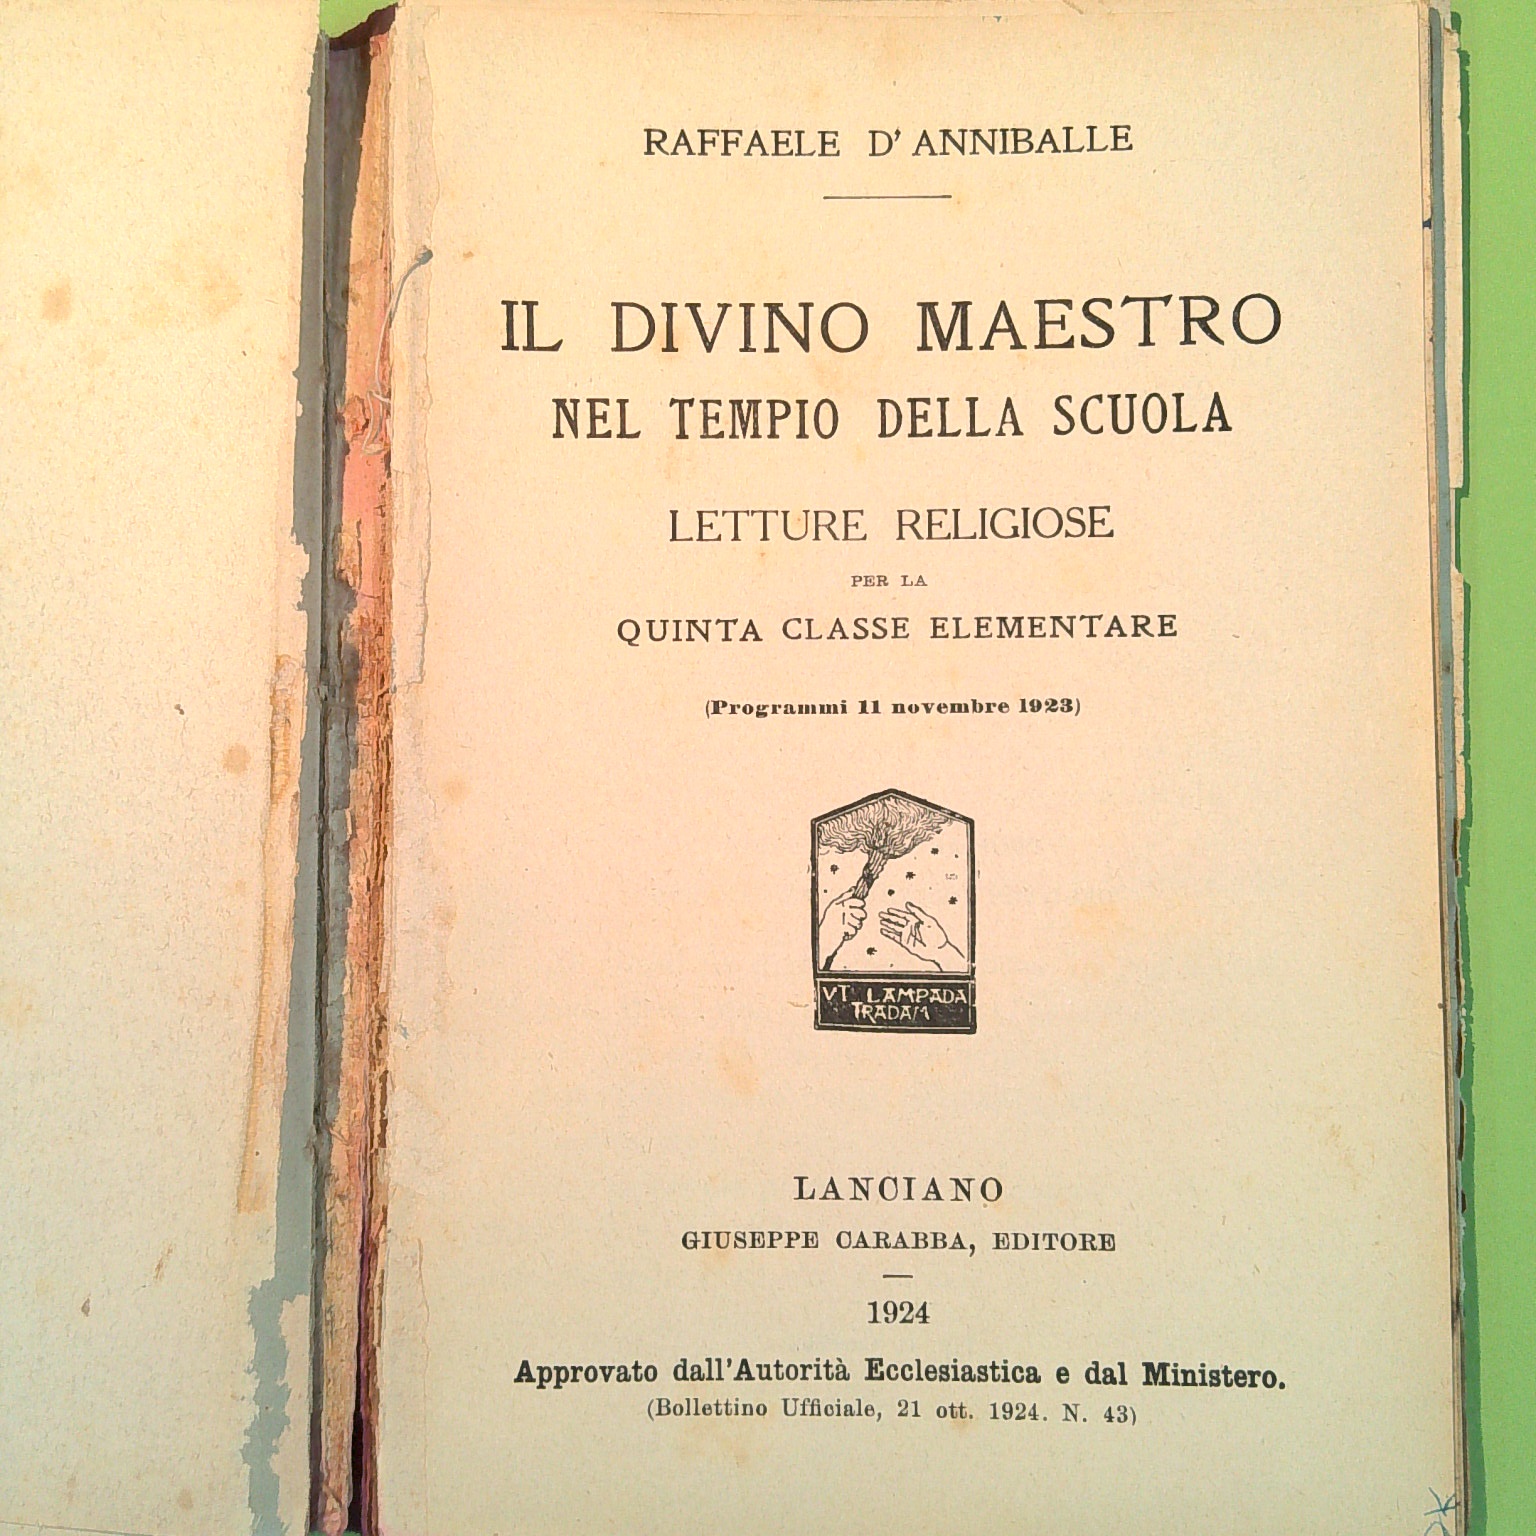 RAFFAELE D'ANNIBALLE
IL DIVINO MAESTRO
NEL TEMPIO DELLA SCUOLA
LETTURE RELIGIOSE
PER LA
QUINTA CLASSE ELEMENTARE
(Programmi 11 novembre 1923)
VT LAMPADA
TRADAM
LANCIANO
GIUSEPPE CARABBA, EDITORE
1924
Approvato dall'Autorità Ecclesiastica e dal Ministero.
(Bollettino Ufficiale, 21 ott. 1924. N. 43)